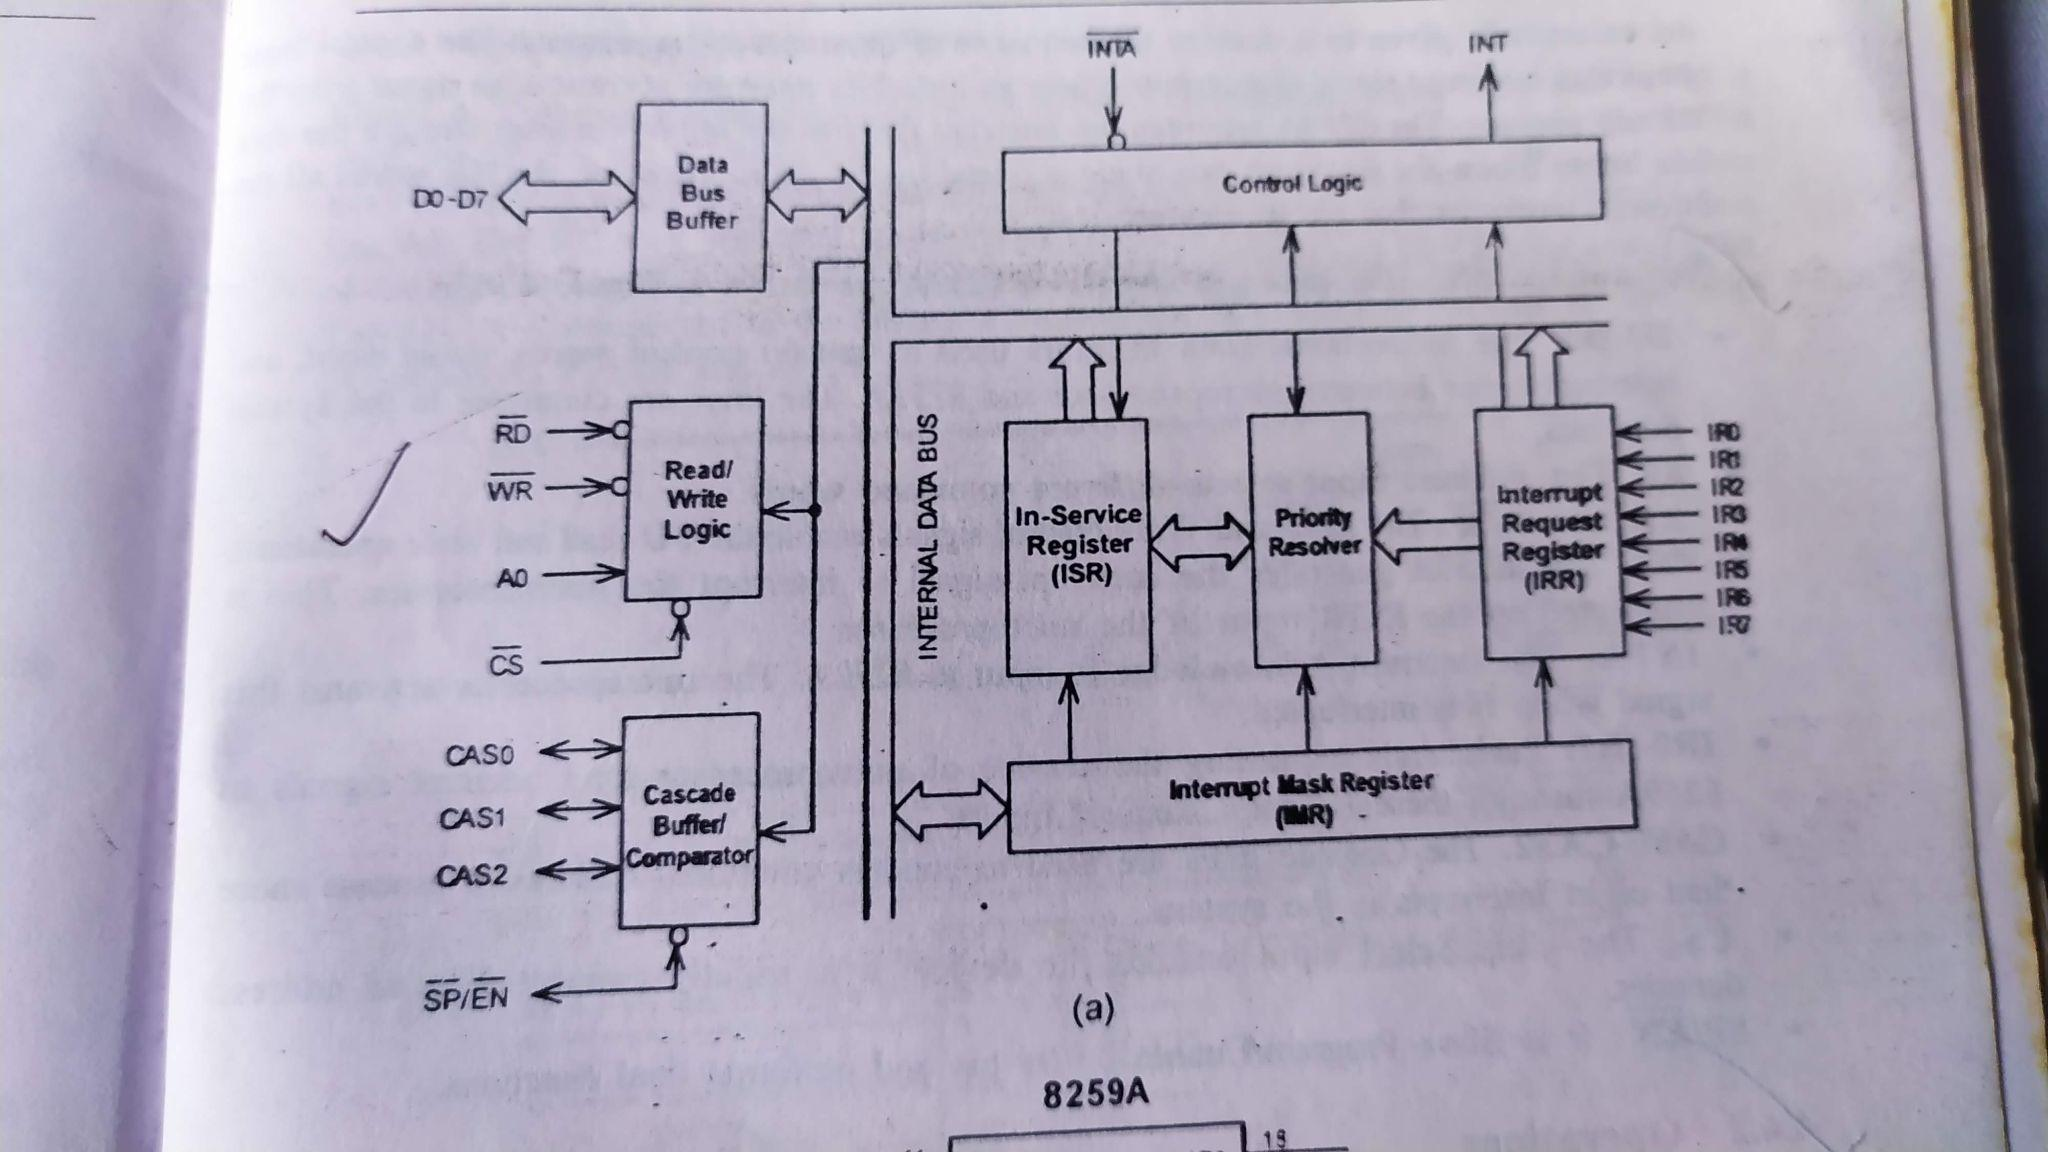 INTA
INT
D0-D7
Data
Bus
Buffer
Control Logic
RD
WR
A0
CS
Read/
Write
Logic
INTERNAL DATA BUS
In-Service
Register
(ISR)
Priority
Resolver
Interrupt
Request
Register
(IRR)
IR0
IR1
IR2
IR3
IR4
IR5
IR6
IR7
CAS0
CAS1
CAS2
Cascade
Buffer/
Comparator
Interrupt Mask Register
(IMR)
SP/EN
(a)
8259A
18